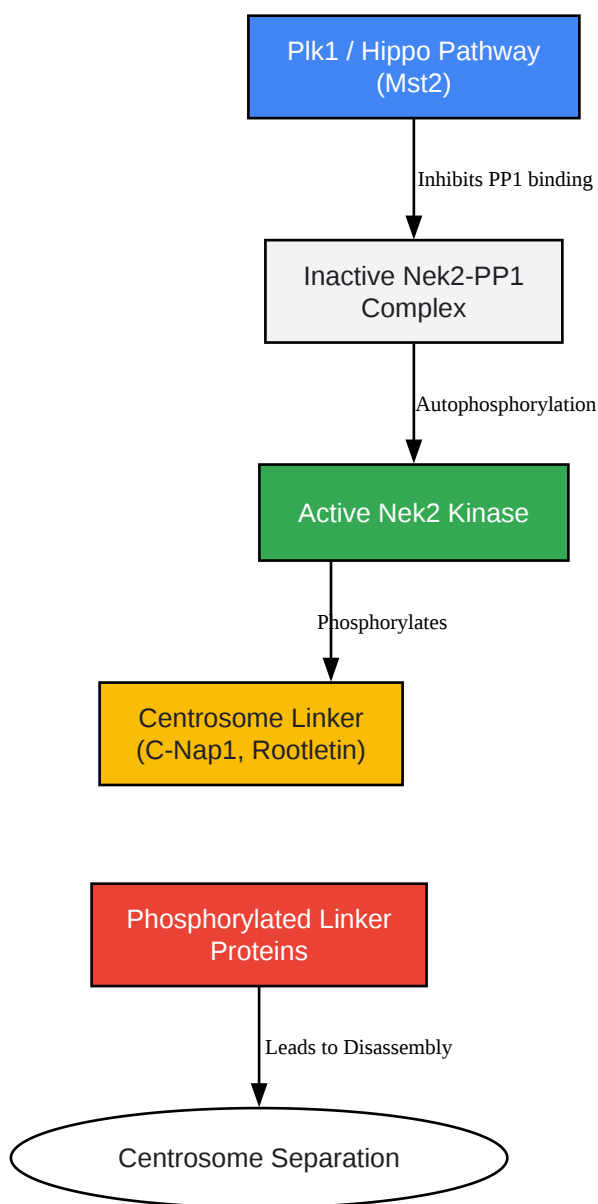 Plk1 / Hippo Pathway
(Mst2)
Inhibits PP1 binding
Inactive Nek2-PP1
Complex
Autophosphorylation
Active Nek2 Kinase
Phosphorylates
Centrosome Linker
(C-Nap1, Rootletin)
Phosphorylated Linker
Proteins
Leads to Disassembly
Centrosome Separation